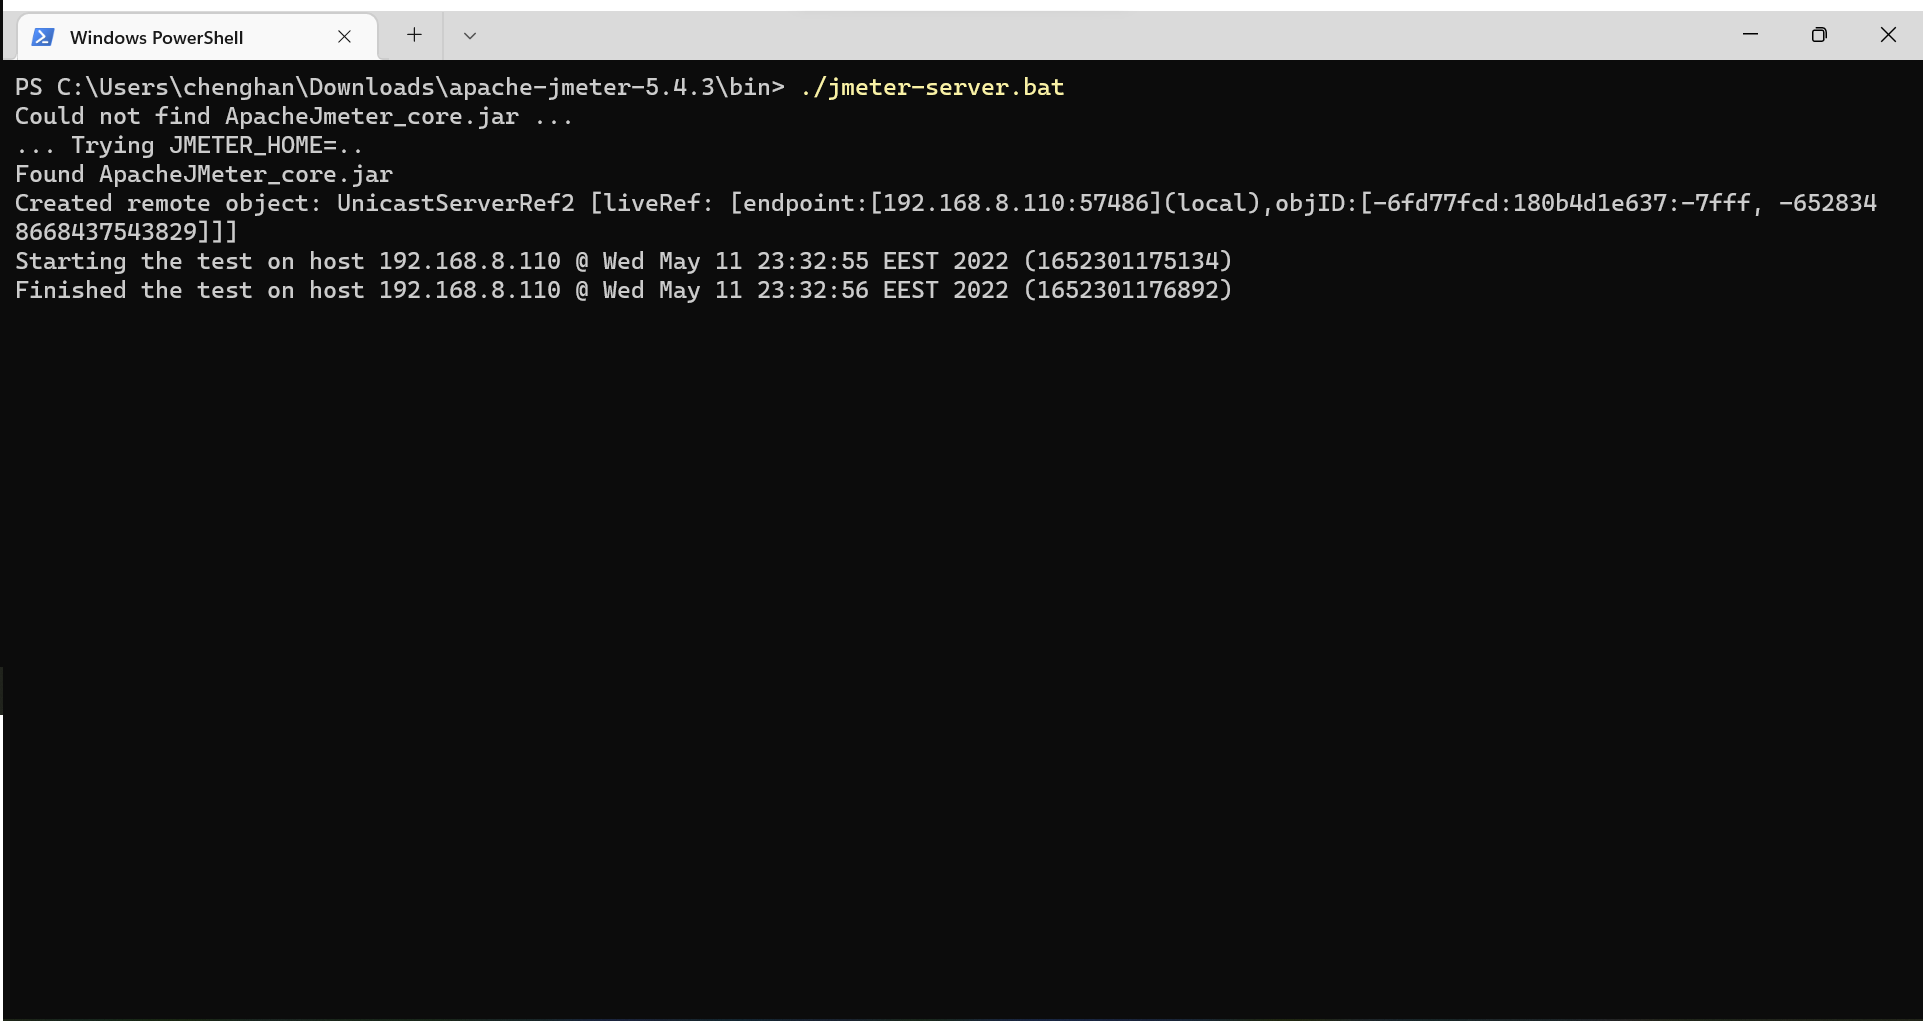 Windows PowerShell
PS C:\Users\chenghan\Downloads\apache-jmeter-5.4.3\bin> ./jmeter-server.bat
Could not find ApacheJmeter_core.jar ...
... Trying JMETER_HOME=..
Found ApacheJMeter_core.jar
Created remote object: UnicastServerRef2 [liveRef: [endpoint:[192.168.8.110:57486](local),objID:[-6fd77fcd:180b4d1e637:-7fff, -652834
8668437543829]]]
Starting the test on host 192.168.8.110 @ Wed May 11 23:32:55 EEST 2022 (1652301175134)
Finished the test on host 192.168.8.110 @ Wed May 11 23:32:56 EEST 2022 (1652301176892)